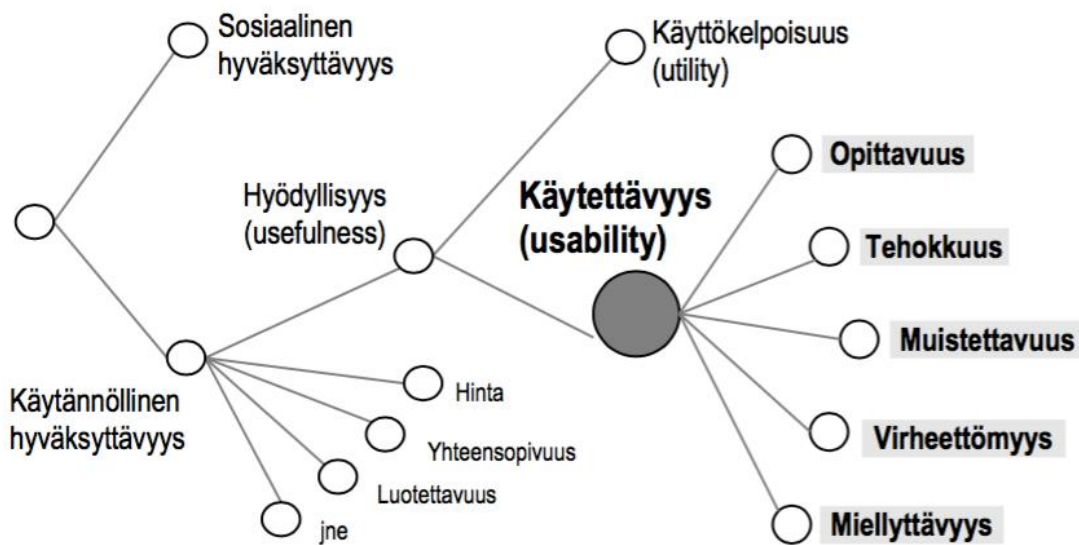 Sosiaalinen
hyväksyttävyys
Käyttökelpoisuus
(utility)
Hyödyllisyys
(usefulness)
Käytettävyys
(usability)
Opittavuus
Tehokkuus
Muistettavuus
Virheettömyys
Miellyttävyys
Käytännöllinen
hyväksyttävyys
Hinta
Yhteensopivuus
Luotettavuus
jne